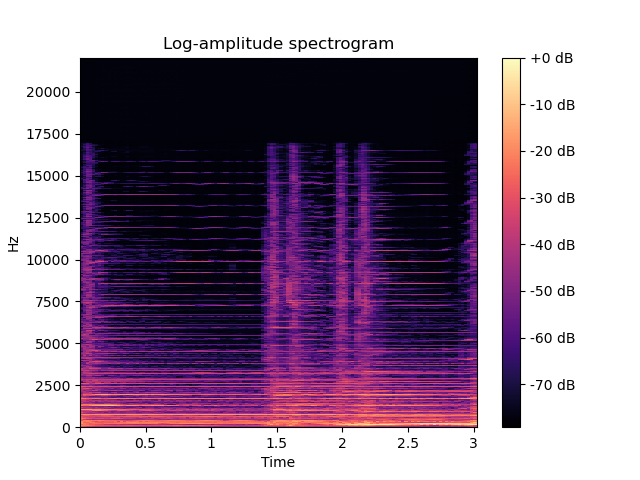 Log-amplitude spectrogram
Hz
20000
17500
15000
12500
10000
7500
5000
2500
0
0 0.5 1 1.5 2 2.5 3
Time
+0 dB
-10 dB
-20 dB
-30 dB
-40 dB
-50 dB
-60 dB
-70 dB